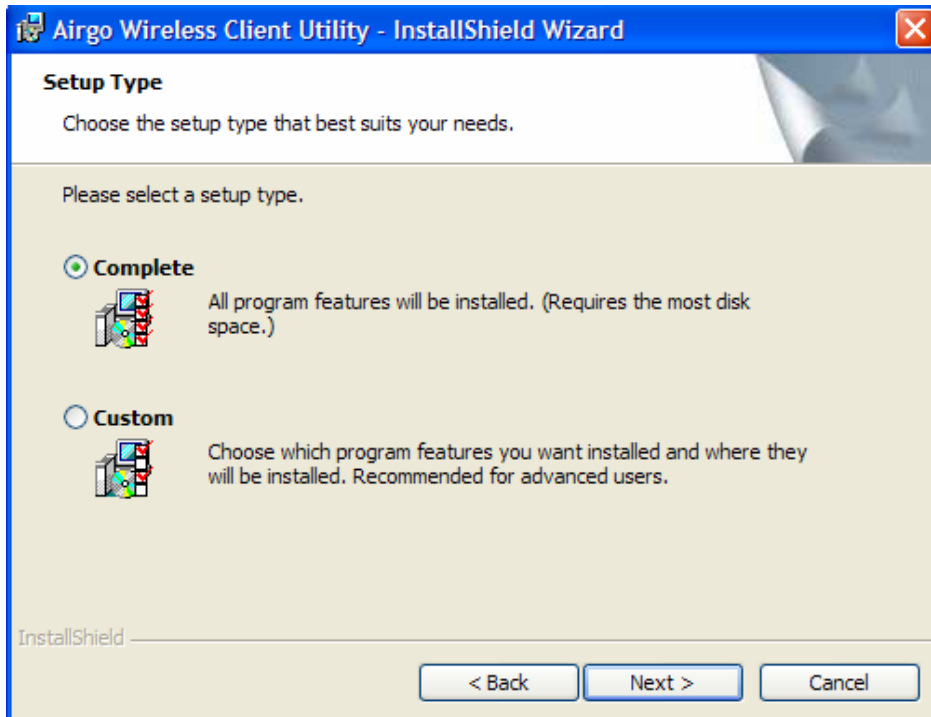 Airgo Wireless Client Utility - InstallShield Wizard
Setup Type
Choose the setup type that best suits your needs.
Please select a setup type.
Complete
All program features will be installed. (Requires the most disk
space.)
Custom
Choose which program features you want installed and where they
will be installed. Recommended for advanced users.
InstallShield
< Back
Next >
Cancel